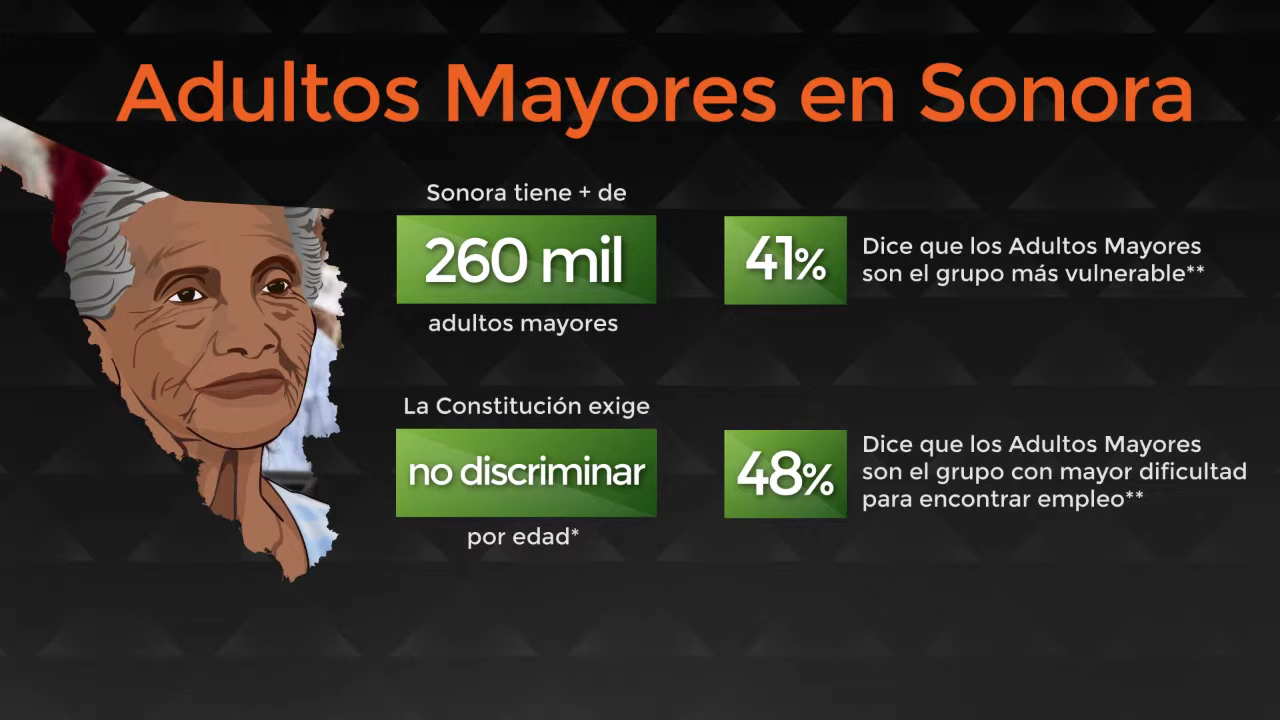 Adultos Mayores en Sonora
Sonora tiene + de
260 mil
adultos mayores
41%
Dice que los Adultos Mayores
son el grupo más vulnerable**
La Constitución exige
no discriminar
por edad*
48%
Dice que los Adultos Mayores
son el grupo con mayor dificultad
para encontrar empleo**